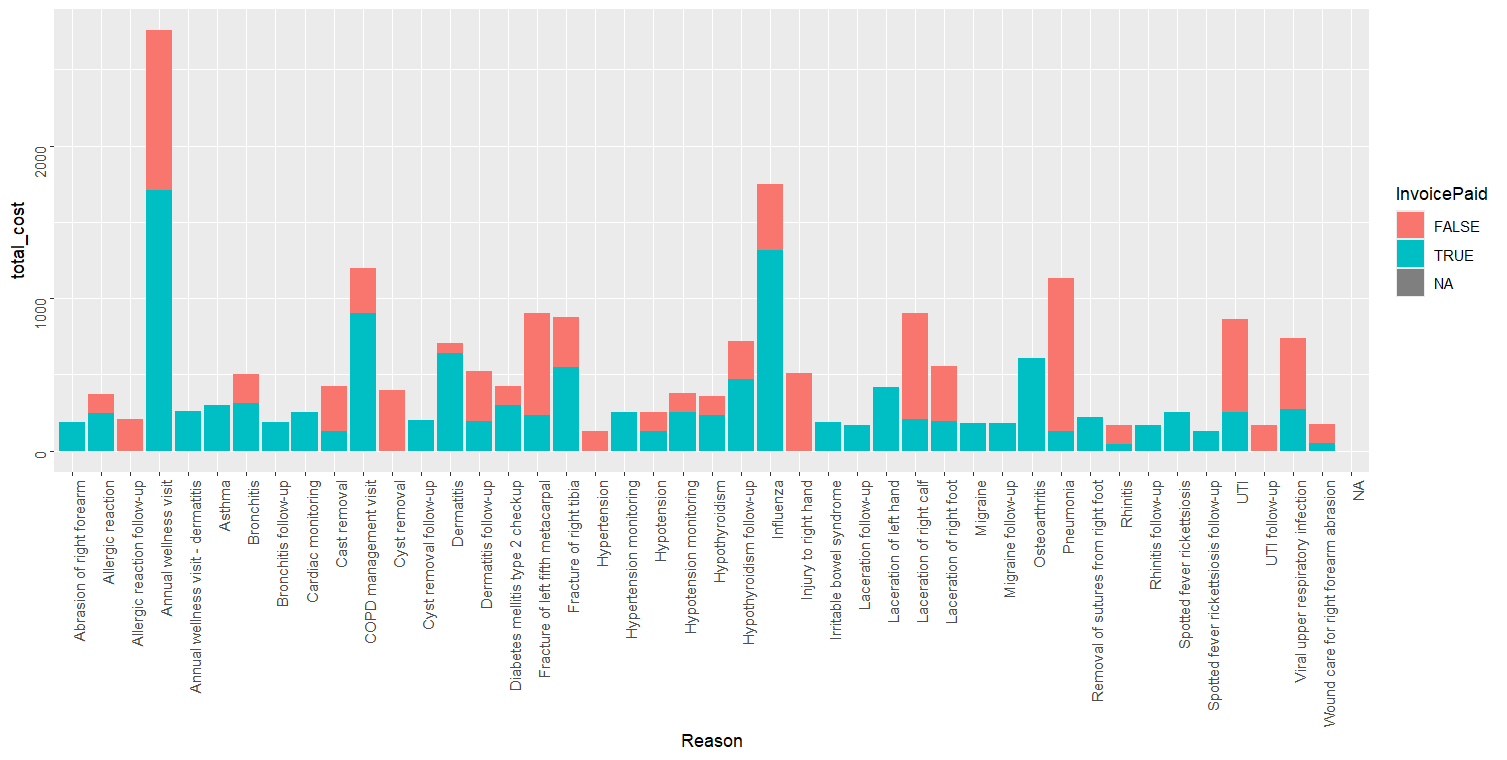 total_cost
2000
1000
0
Abrasion of right forearm
Allergic reaction
Allergic reaction follow-up
Annual wellness visit
Annual wellness visit - dermatitis
Asthma
Bronchitis
Bronchitis follow-up
Cardiac monitoring
Cast removal
COPD management visit
Cyst removal
Cyst removal follow-up
Dermatitis
Dermatitis follow-up
Diabetes mellitis type 2 checkup
Fracture of left fifth metacarpal
Fracture of right tibia
Hypertension
Hypertension monitoring
Hypotension
Hypotension monitoring
Hypothyroidism
Hypothyroidism follow-up
Influenza
Injury to right hand
Irritable bowel syndrome
Laceration follow-up
Laceration of left hand
Laceration of right calf
Laceration of right foot
Migraine
Migraine follow-up
Osteoarthritis
Pneumonia
Removal of sutures from right foot
Rhinitis
Rhinitis follow-up
Spotted fever rickettsiosis
Spotted fever rickettsiosis follow-up
UTI
UTI follow-up
Viral upper respiratory infection
Wound care for right forearm abrasion
NA
Reason
InvoicePaid
FALSE
TRUE
NA